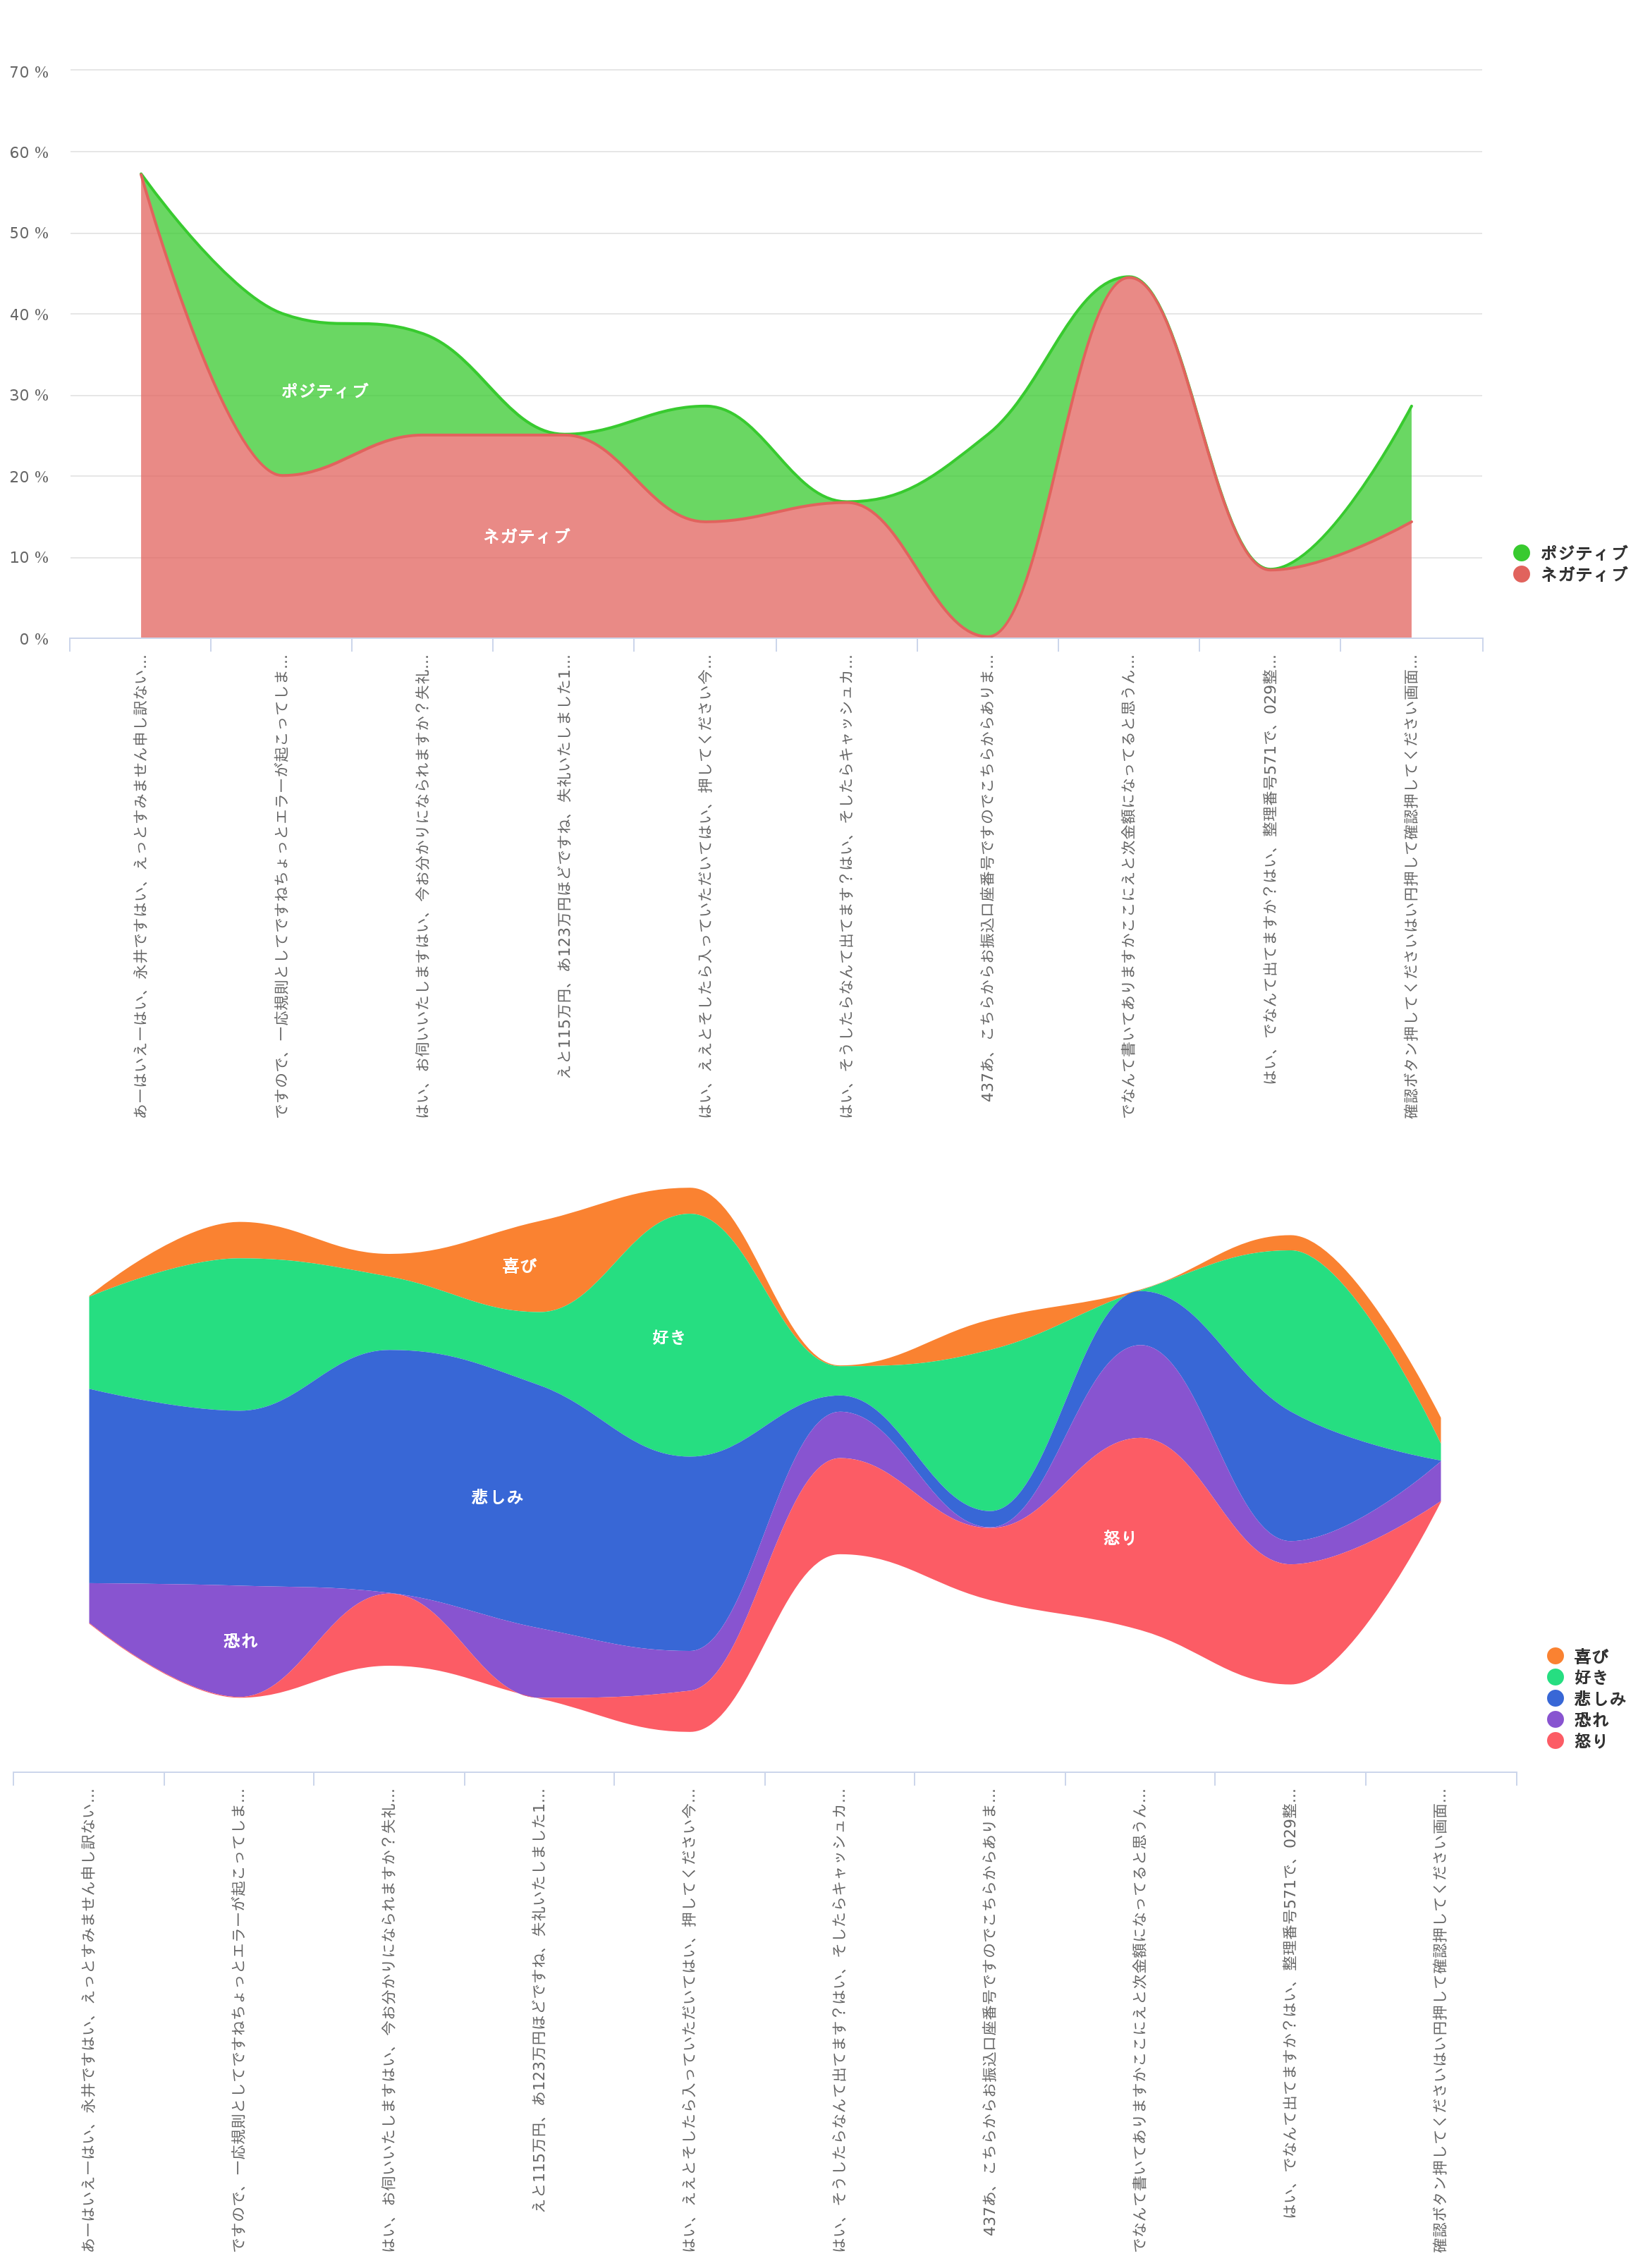 70 %
60 %
50 %
40 %
30 %
20 %
10 %
0 %
ポジティブ
ネガティブ
ポジティブ
ネガティブ
あーはいえーはい、永井ですはい、えっとすみません申し訳ない…
ですので、一応規則としてですねちょっとエラーが起こってしま…
はい、お伺いいたしますはい、今お分かりになられますか？失礼…
えと115万円、あ123万円ほどですね、失礼いたしました1…
はい、ええとそしたら入っていただいてはい、押してください今…
はい、そうしたらなんて出てます？はい、そしたらキャッシュカ…
437あ、こちらからお振込口座番号ですのでこちらからありま…
でなんて書いてありますかここにえと次金額になってると思うん…
はい、でなんて出てますか？はい、整理番号571で、029整…
確認ボタン押してくださいはい円押して確認押してください画面…
喜び
好き
悲しみ
恐れ
怒り
喜び
好き
悲しみ
恐れ
怒り
あーはいえーはい、永井ですはい、えっとすみません申し訳ない…
ですので、一応規則としてですねちょっとエラーが起こってしま…
はい、お伺いいたしますはい、今お分かりになられますか？失礼…
えと115万円、あ123万円ほどですね、失礼いたしました1…
はい、ええとそしたら入っていただいてはい、押してください今…
はい、そうしたらなんて出てます？はい、そしたらキャッシュカ…
437あ、こちらからお振込口座番号ですのでこちらからありま…
でなんて書いてありますかここにえと次金額になってると思うん…
はい、でなんて出てますか？はい、整理番号571で、029整…
確認ボタン押してくださいはい円押して確認押してください画面…